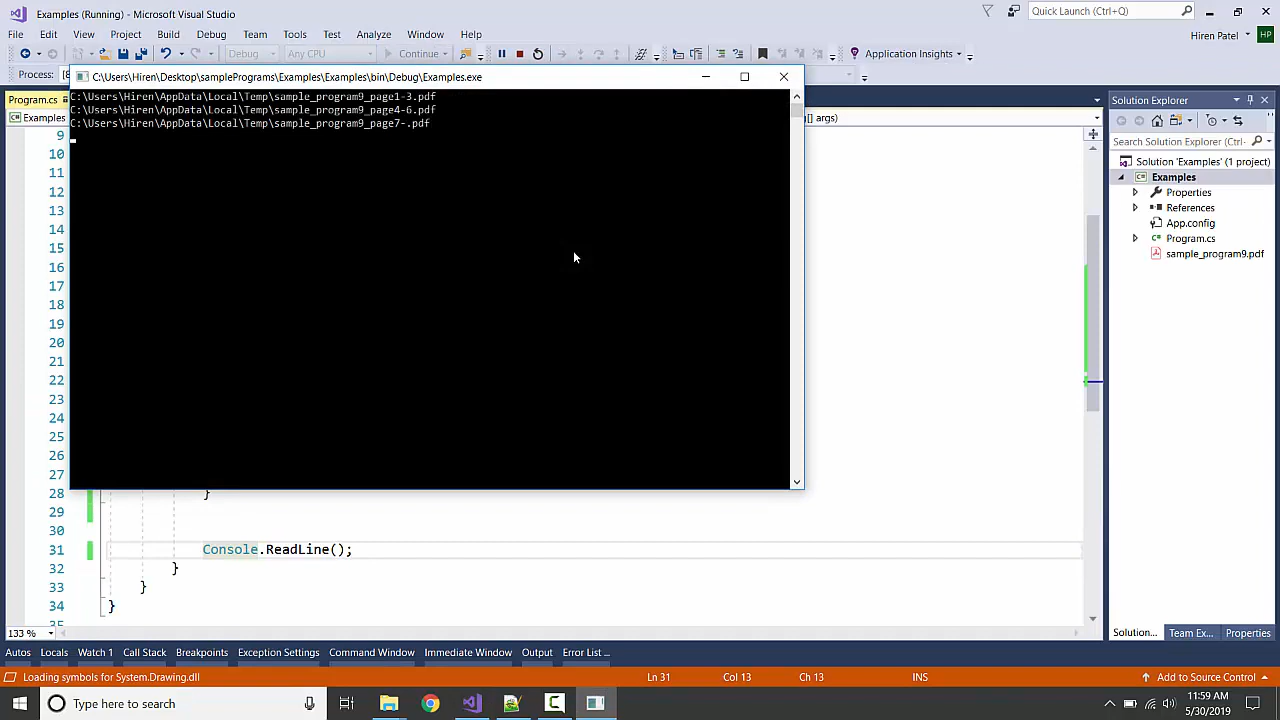 Examples (Running) - Microsoft Visual Studio
Quick Launch (Ctrl+Q)
File Edit View Project Build Debug Team Tools Test Analyze Window Help
Hiren Patel HP
Debug Any CPU Continue Application Insights
Process:
C:\Users\Hiren\Desktop\samplePrograms\Examples\Examples\bin\Debug\Examples.exe
Program.cs
Solution Explorer
C:\Users\Hiren\AppData\Local\Temp\sample_program9_page1-3.pdf
C:\Users\Hiren\AppData\Local\Temp\sample_program9_page4-6.pdf
C:\Users\Hiren\AppData\Local\Temp\sample_program9_page7-.pdf
Examples
[] args)
Search Solution Explorer (Ctrl+
Solution 'Examples' (1 project)
Examples
Properties
References
App.config
Program.cs
sample_program9.pdf
9
10
11
12
13
14
15
16
17
18
19
20
21
22
23
24
25
26
27
28 }
29
30
31 Console.ReadLine();
32 }
33 }
34 }
35
133 %
Solution... Team Ex... Properties
Autos Locals Watch 1 Call Stack Breakpoints Exception Settings Command Window Immediate Window Output Error List ...
Loading symbols for System.Drawing.dll Ln 31 Col 13 Ch 13 INS Add to Source Control
Type here to search
11:59 AM
5/30/2019